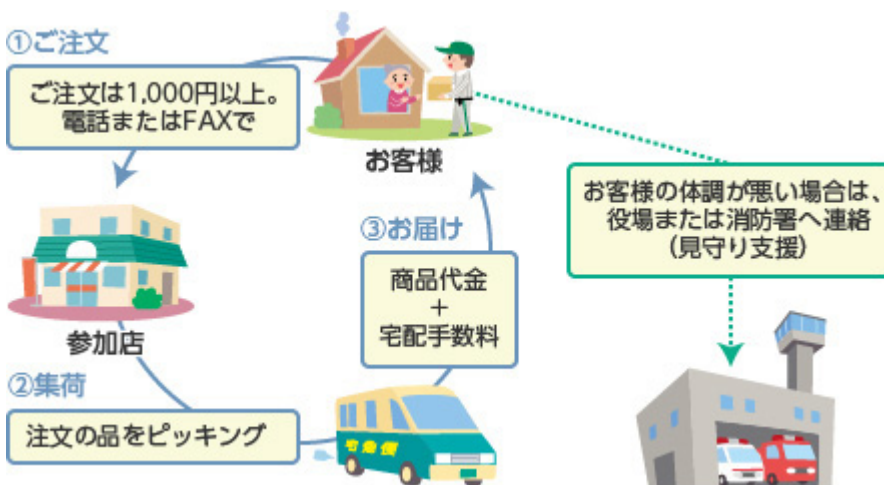 ①ご注文
ご注文は1,000円以上。
電話またはFAXで
お客様
参加店
②集荷
注文の品をピッキング
宅急便
③お届け
商品代金
+
宅配手数料
お客様の体調が悪い場合は、
役場または消防署へ連絡
(見守り支援)